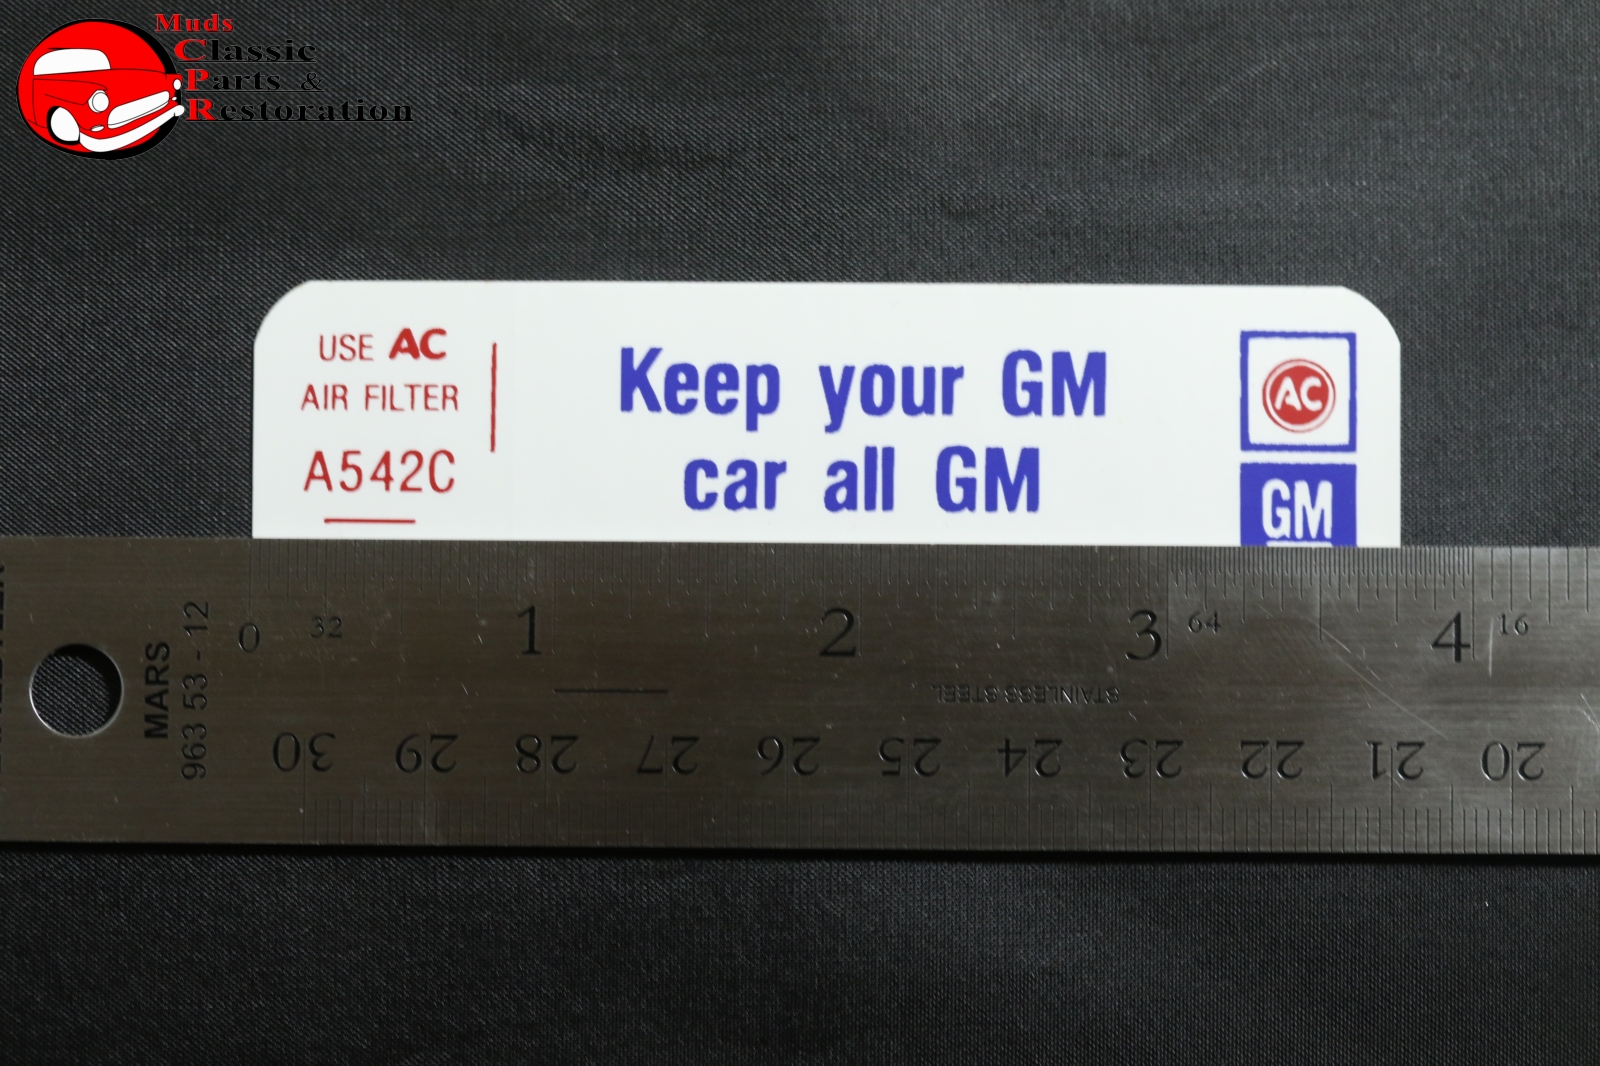 Muds
Classic
Parts &
Restoration
USE AC
AIR FILTER
A542C
Keep your GM
car all GM
AC
GM
0 32 1 2 3 64 4 16
MARS
963 53 - 12
STAINLESS STEEL
30 29 28 27 26 25 24 23 22 21 20